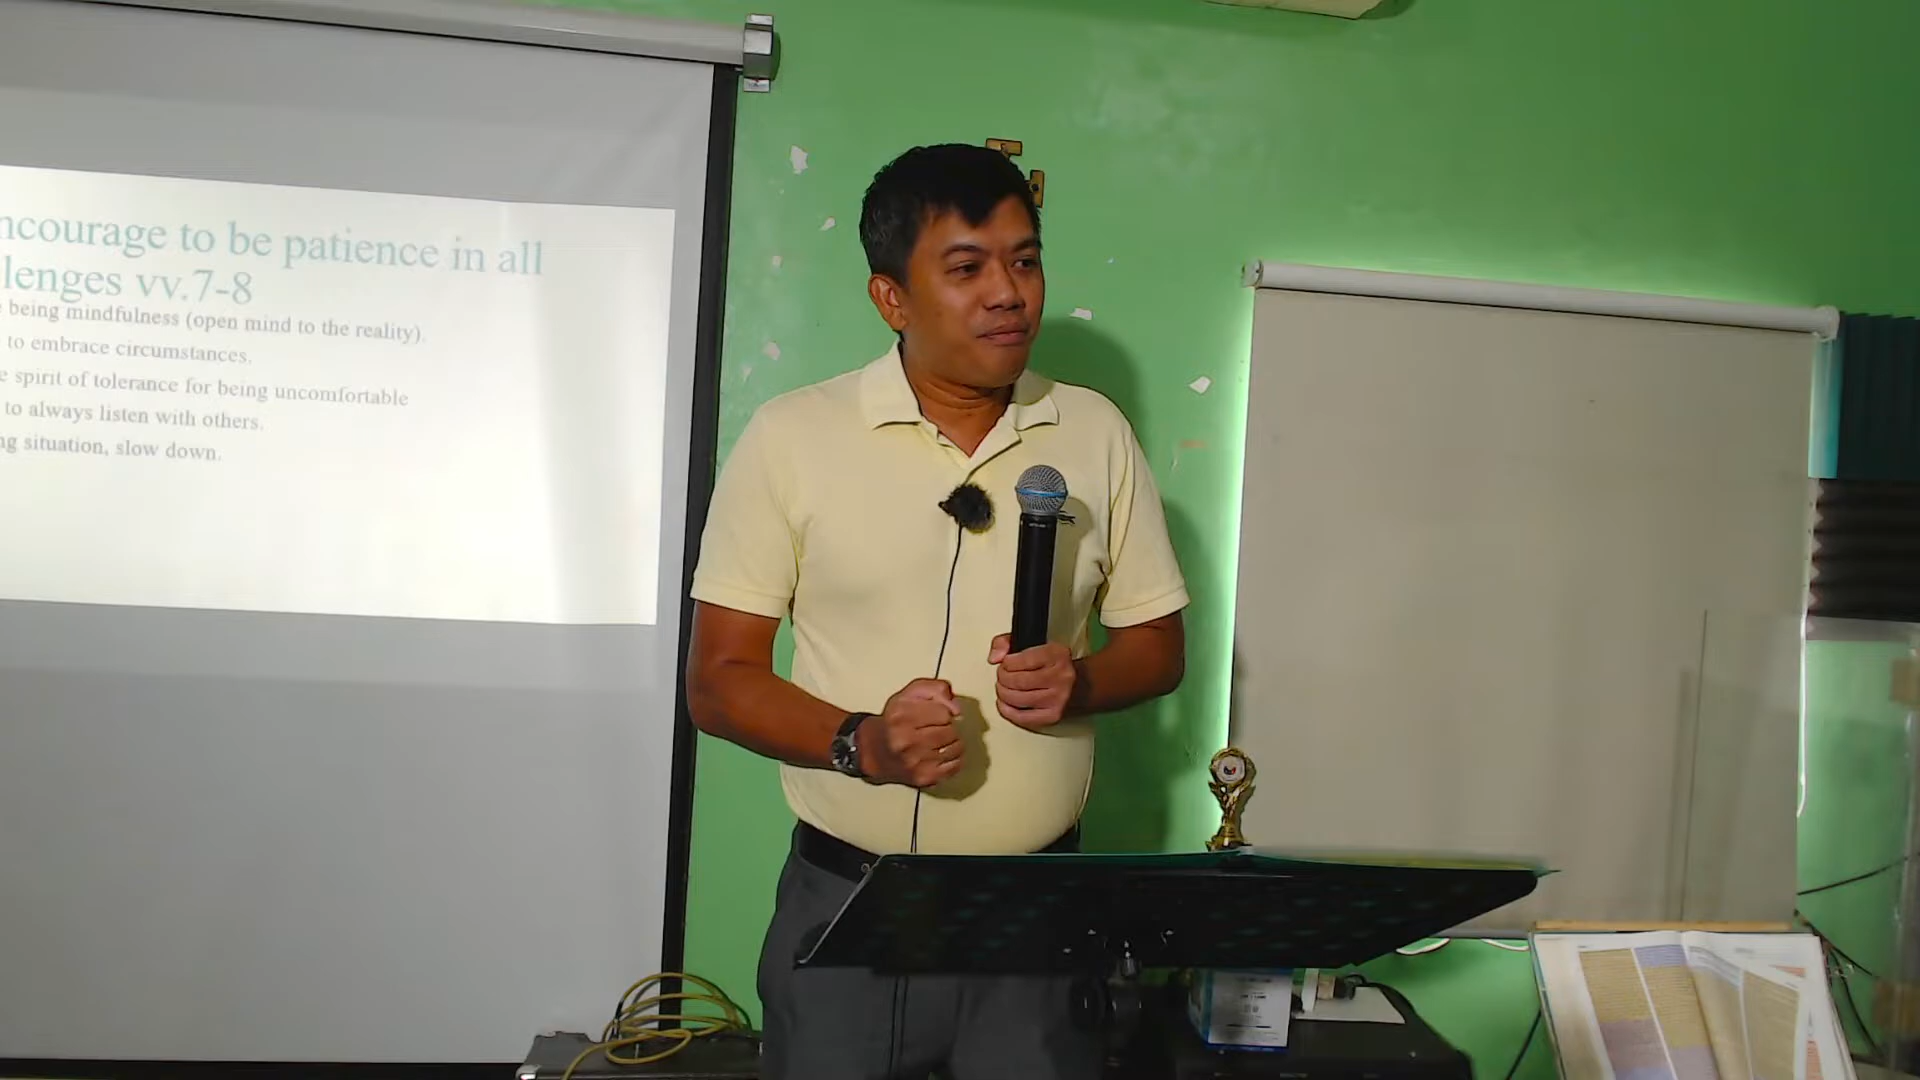 ncourage to be patience in all
lenges vv.7-8
being mindfulness (open mind to the reality).
to embrace circumstances.
e spirit of tolerance for being uncomfortable
to always listen with others.
ng situation, slow down.